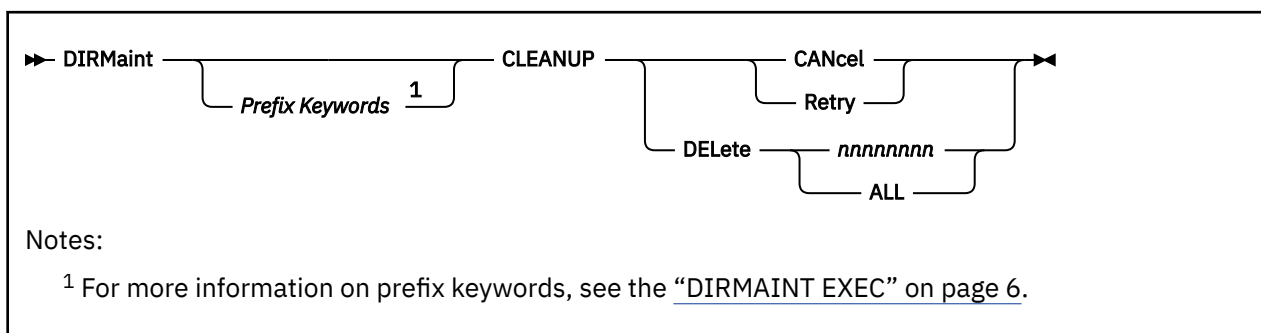 DIRMaint CLEANUP CANcel
Prefix Keywords 1 Retry
DELete nnnnnnnn
ALL
Notes:
1 For more information on prefix keywords, see the “DIRMAINT EXEC” on page 6.